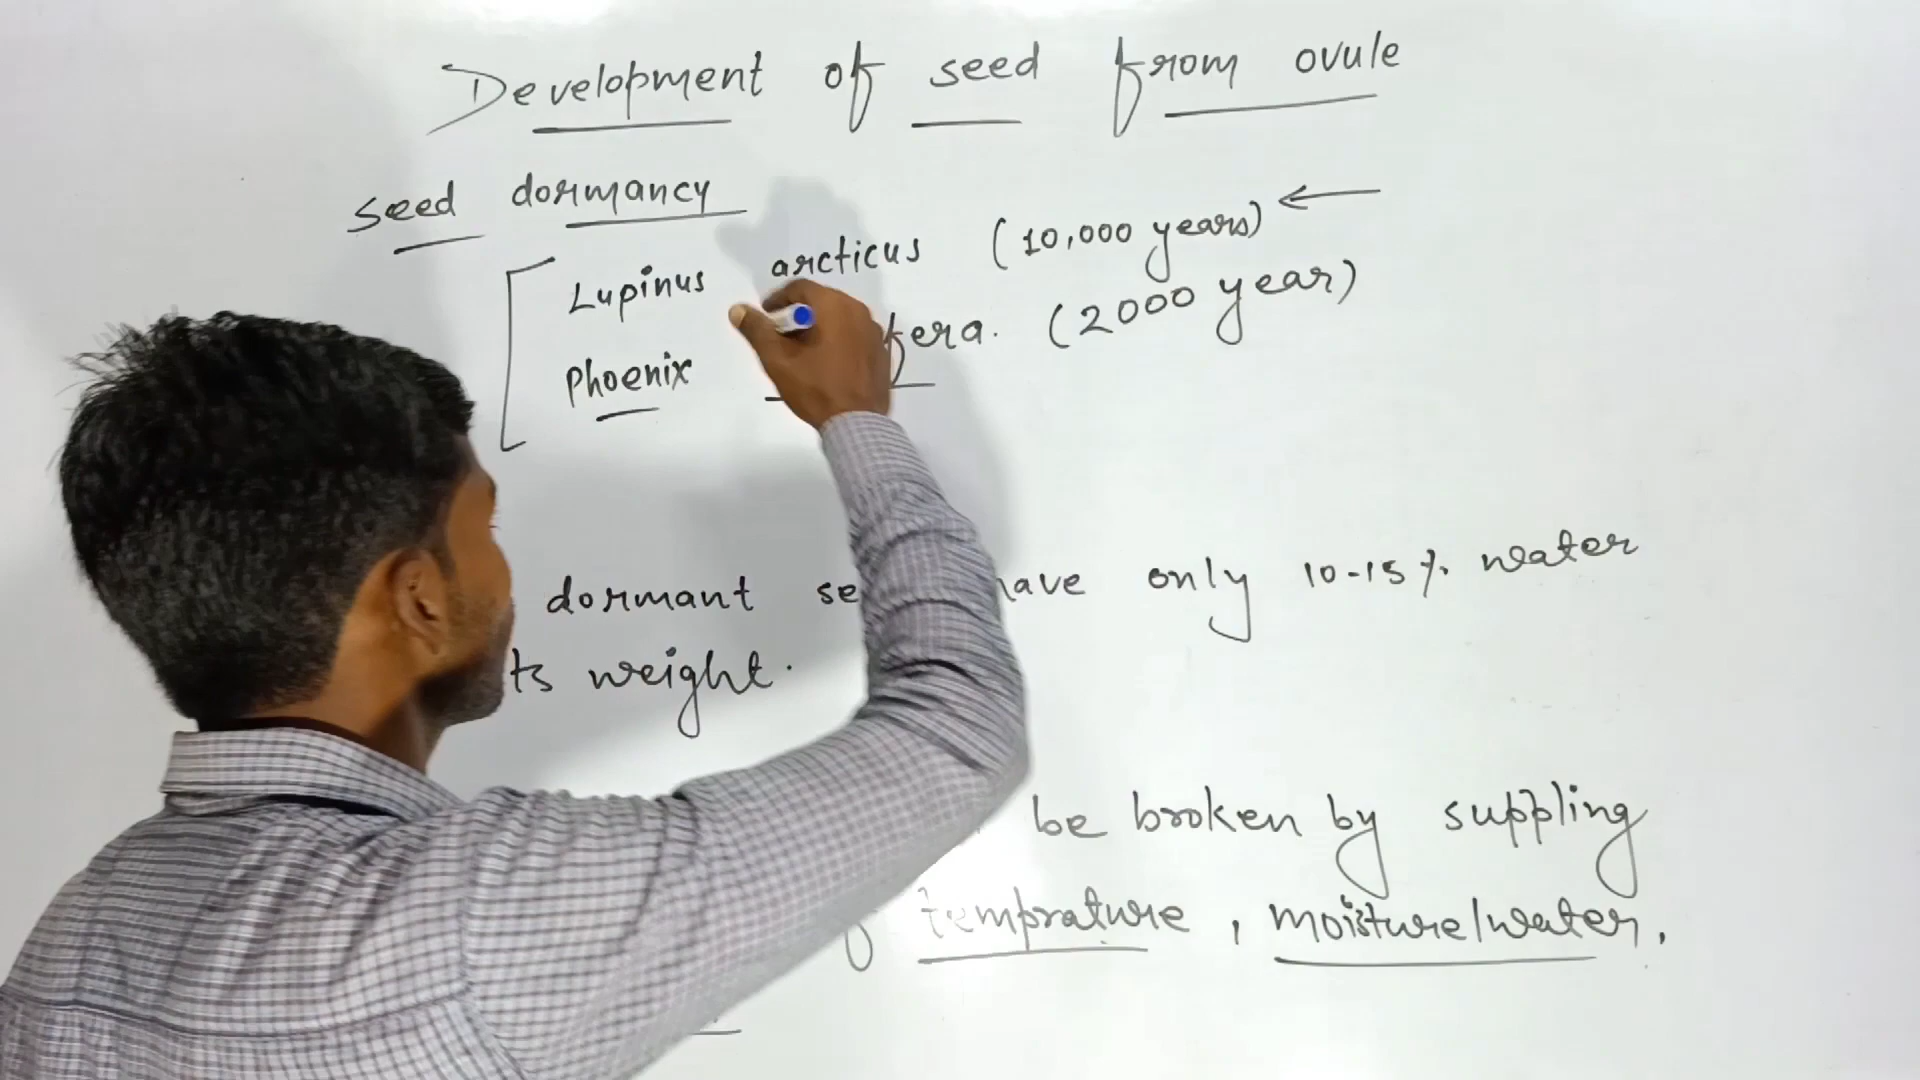 Development of seed from ovule
seed dormancy
Lupinus arcticus (10,000 years)
Phoenix fera. (2000 year)
dormant se have only 10-15% water
ts weight.
be broken by suppling
temprature, moisture/water,